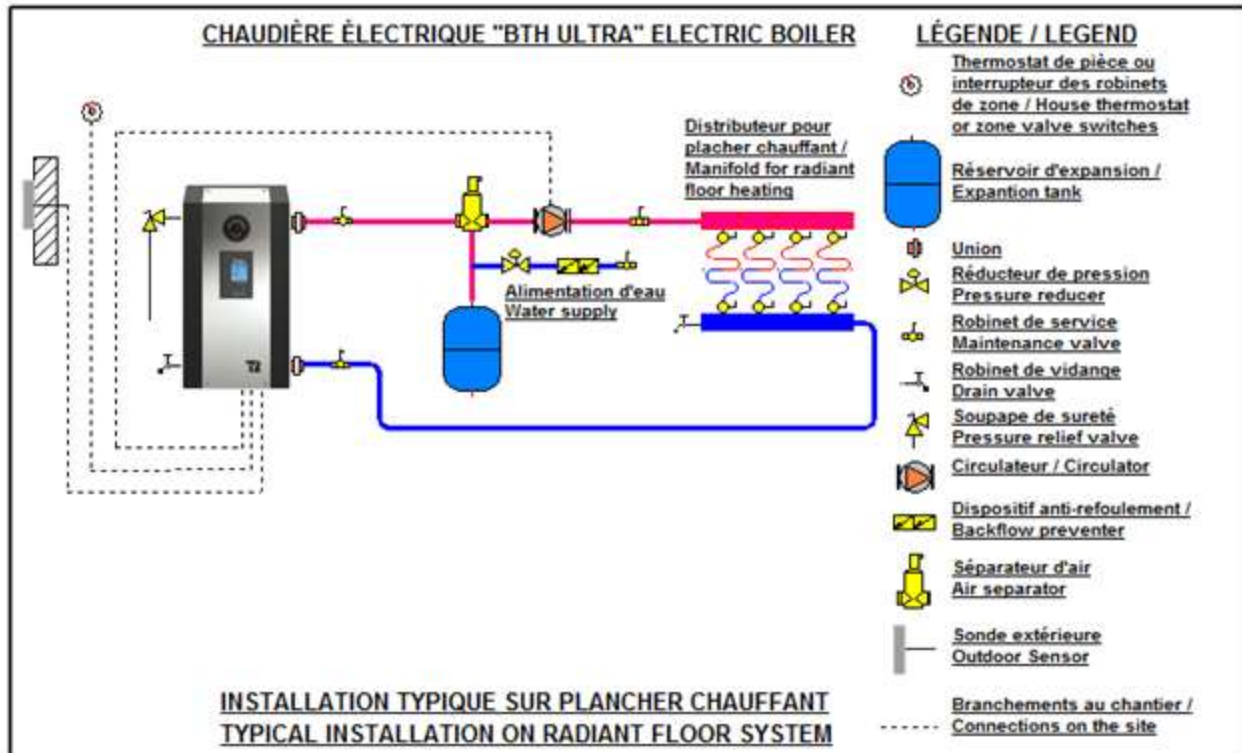 CHAUDIÈRE ÉLECTRIQUE "BTH ULTRA" ELECTRIC BOILER
Distributeur pour
placher chauffant /
Manifold for radiant
floor heating
Alimentation d'eau
Water supply
INSTALLATION TYPIQUE SUR PLANCHER CHAUFFANT
TYPICAL INSTALLATION ON RADIANT FLOOR SYSTEM
LÉGENDE / LEGEND
Thermostat de pièce ou
interrupteur des robinets
de zone / House thermostat
or zone valve switches
Réservoir d'expansion /
Expantion tank
Union
Réducteur de pression
Pressure reducer
Robinet de service
Maintenance valve
Robinet de vidange
Drain valve
Soupape de sureté
Pressure relief valve
Circulateur / Circulator
Dispositif anti-refoulement /
Backflow preventer
Séparateur d'air
Air separator
Sonde extérieure
Outdoor Sensor
Branchements au chantier /
Connections on the site